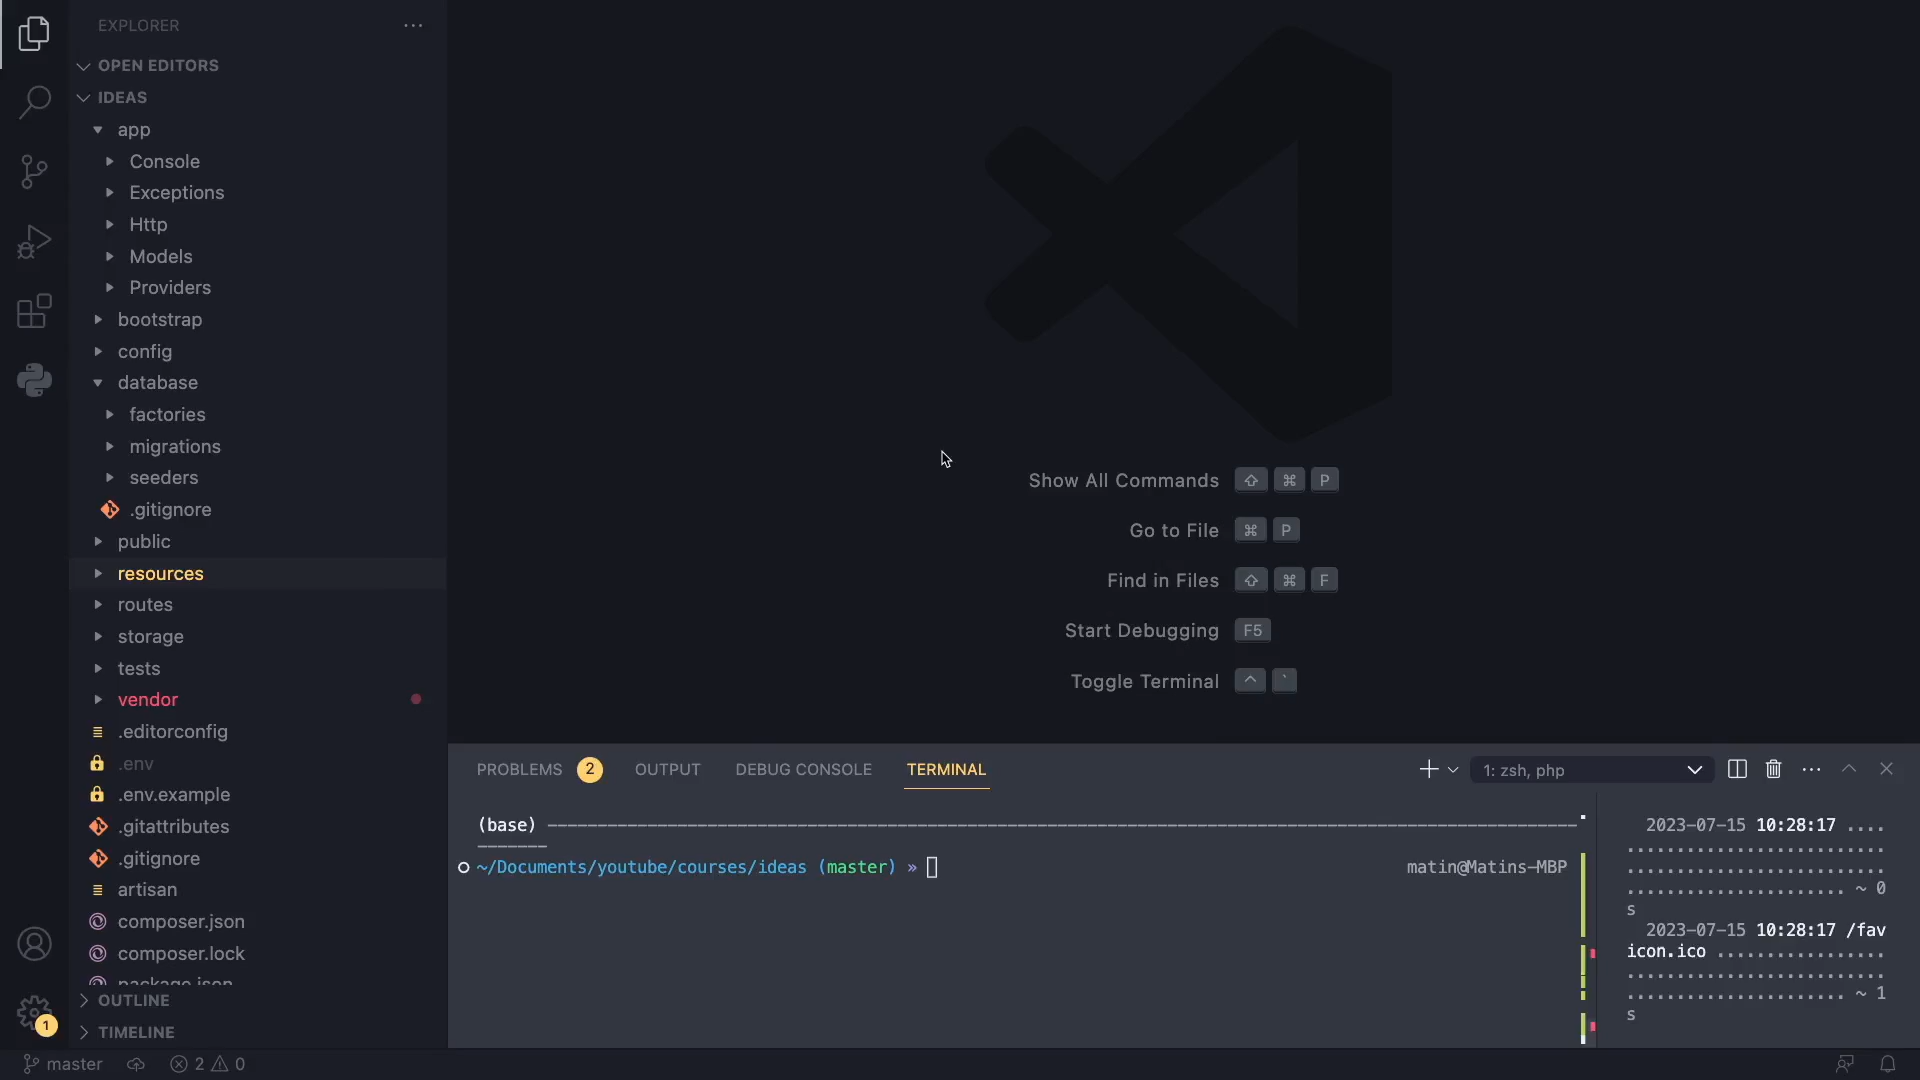 EXPLORER
OPEN EDITORS
IDEAS
app
Console
Exceptions
Http
Models
Providers
bootstrap
config
database
factories
migrations
seeders
.gitignore
public
resources
routes
storage
tests
vendor
.editorconfig
.env
.env.example
.gitattributes
.gitignore
artisan
composer.json
composer.lock
package.json
OUTLINE
TIMELINE
1
master
2 0
Show All Commands ⇧ ⌘ P
Go to File ⌘ P
Find in Files ⇧ ⌘ F
Start Debugging F5
Toggle Terminal ^ `
PROBLEMS 2 OUTPUT DEBUG CONSOLE TERMINAL
1: zsh, php
(base)
~/Documents/youtube/courses/ideas (master) » matin@Matins-MBP
2023-07-15 10:28:17 ....
........................
........................
.................... ~ 0
s
2023-07-15 10:28:17 /fav
icon.ico ................
........................
.................... ~ 1
s